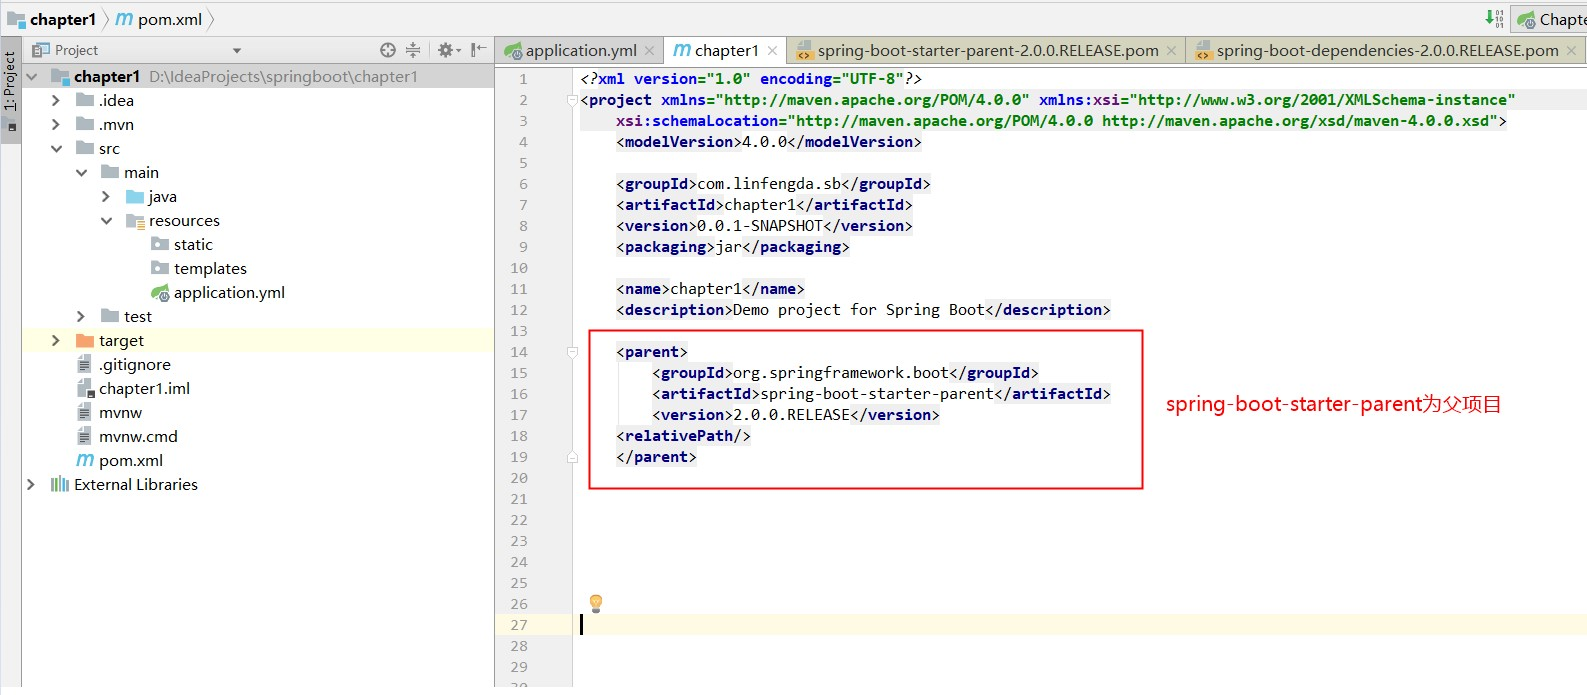 chapter1 pom.xml
Chapte
1: Project
Project
chapter1 D:\IdeaProjects\springboot\chapter1
.idea
.mvn
src
main
java
resources
static
templates
application.yml
test
target
.gitignore
chapter1.iml
mvnw
mvnw.cmd
pom.xml
External Libraries
application.yml chapter1 spring-boot-starter-parent-2.0.0.RELEASE.pom spring-boot-dependencies-2.0.0.RELEASE.pom
1 <?xml version="1.0" encoding="UTF-8"?>
2 <project xmlns="http://maven.apache.org/POM/4.0.0" xmlns:xsi="http://www.w3.org/2001/XMLSchema-instance"
3 xsi:schemaLocation="http://maven.apache.org/POM/4.0.0 http://maven.apache.org/xsd/maven-4.0.0.xsd">
4 <modelVersion>4.0.0</modelVersion>
5
6 <groupId>com.linfengda.sb</groupId>
7 <artifactId>chapter1</artifactId>
8 <version>0.0.1-SNAPSHOT</version>
9 <packaging>jar</packaging>
10
11 <name>chapter1</name>
12 <description>Demo project for Spring Boot</description>
13
14 <parent>
15 <groupId>org.springframework.boot</groupId>
16 <artifactId>spring-boot-starter-parent</artifactId>
17 <version>2.0.0.RELEASE</version>
18 <relativePath/>
19 </parent>
20
21
22
23
24
25
26
27
28
29
spring-boot-starter-parent为父项目